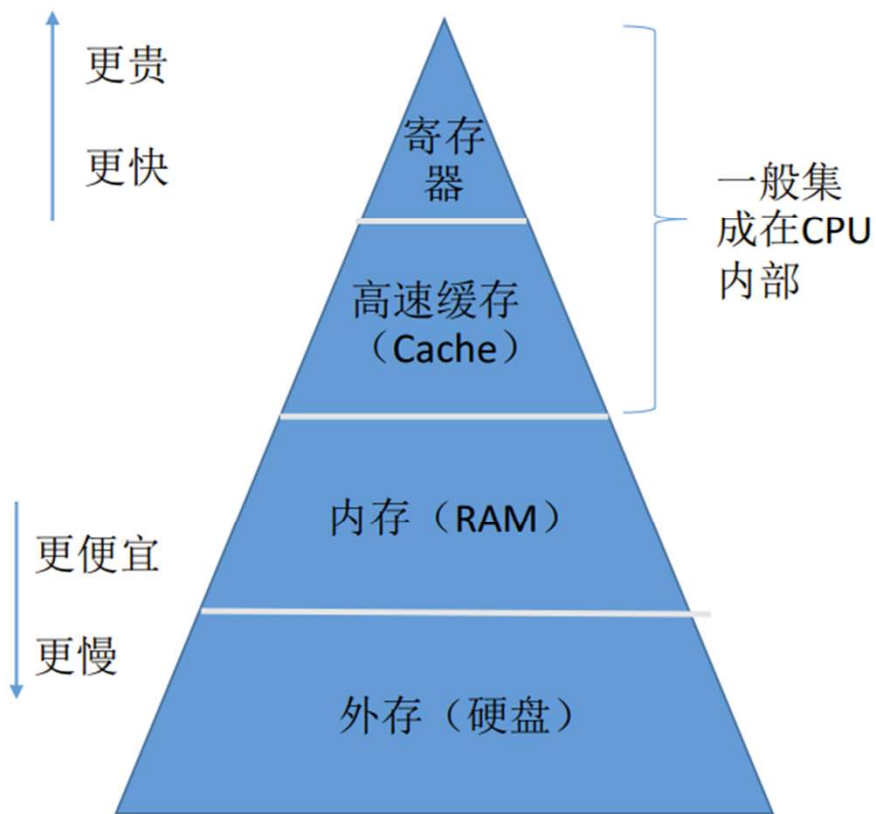 更贵
更快
寄存
器
高速缓存
（Cache）
一般集
成在CPU
内部
内存（RAM）
更便宜
更慢
外存（硬盘）